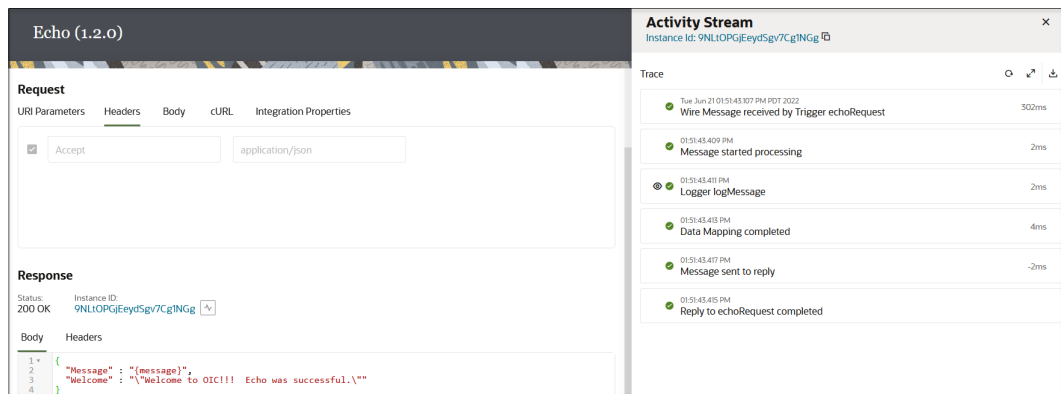 Echo (1.2.0)
Request
URI Parameters Headers Body cURL Integration Properties
Accept application/json
Response
Status: Instance ID:
200 OK 9NLtOPGjEeydSgv7Cg1NGg
Body Headers
1 {
2 "Message" : "{message}",
3 "Welcome" : "\"Welcome to OIC!!! Echo was successful.\""
4 }
Activity Stream
Instance Id: 9NLtOPGjEeydSgv7Cg1NGg
Trace
Tue Jun 21 01:51:43.107 PM PDT 2022
Wire Message received by Trigger echoRequest 302ms
01:51:43.409 PM
Message started processing 2ms
01:51:43.411 PM
Logger logMessage 2ms
01:51:43.413 PM
Data Mapping completed 4ms
01:51:43.417 PM
Message sent to reply -2ms
01:51:43.415 PM
Reply to echoRequest completed